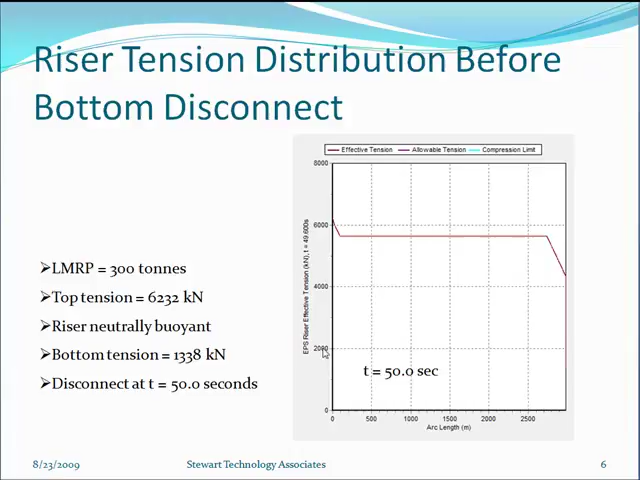 Riser Tension Distribution Before
Bottom Disconnect
➢LMRP = 300 tonnes
➢Top tension = 6232 kN
➢Riser neutrally buoyant
➢Bottom tension = 1338 kN
➢Disconnect at t = 50.0 seconds
Effective Tension Allowable Tension Compression Limit
EPS Riser Effective Tension (kN), t = 49.600s
8000
6000
4000
2000
0
t = 50.0 sec
0 500 1000 1500 2000 2500
Arc Length (m)
8/23/2009 Stewart Technology Associates 6